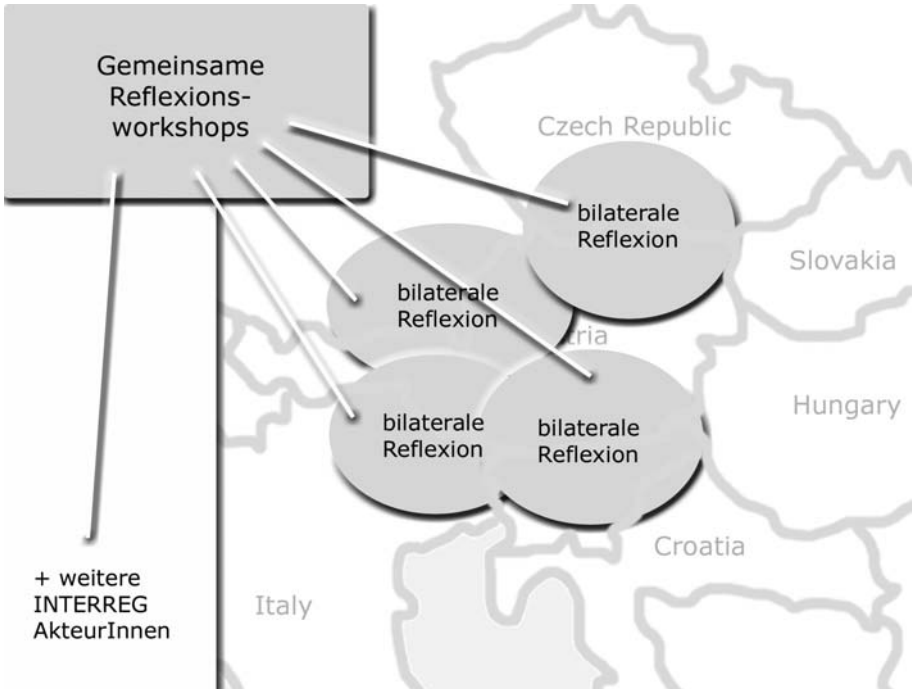 Gemeinsame
Reflexions-
workshops
Czech Republic
bilaterale
Reflexion
Slovakia
bilaterale
Reflexion
tria
Hungary
bilaterale
Reflexion
bilaterale
Reflexion
Croatia
+ weitere
INTERREG
AkteurInnen
Italy